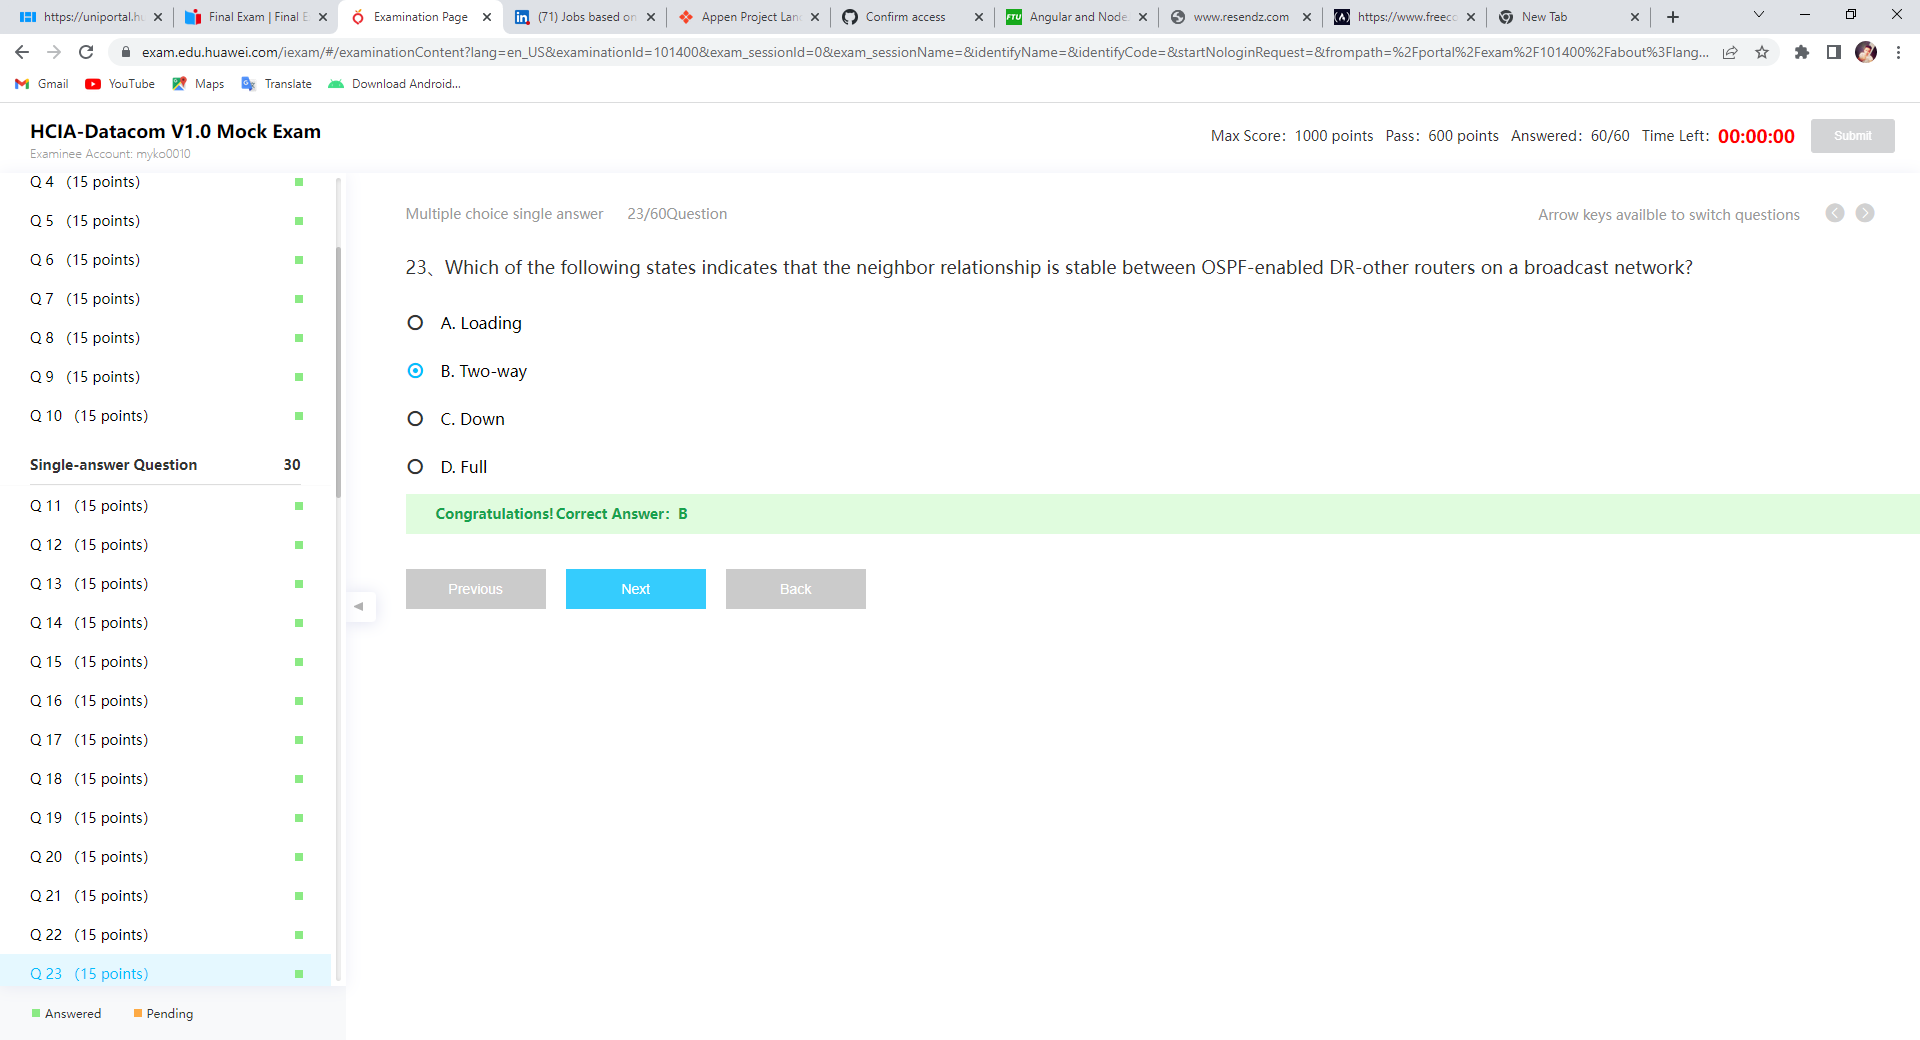 https://uniportal.hu
Final Exam | Final E
Examination Page
(71) Jobs based on
Appen Project Lan
Confirm access
FTU Angular and Node.
www.resendz.com
https://www.freecc
New Tab
exam.edu.huawei.com/iexam/#/examinationContent?lang=en_US&examinationId=101400&exam_sessionId=0&exam_sessionName=&identifyName=&identifyCode=&startNologinRequest=&frompath=%2Fportal%2Fexam%2F101400%2Fabout%3Flang...
Gmail YouTube Maps Translate Download Android...
HCIA-Datacom V1.0 Mock Exam
Examinee Account: myko0010
Max Score: 1000 points Pass: 600 points Answered: 60/60 Time Left: 00:00:00 Submit
Q 4 (15 points)
Q 5 (15 points)
Q 6 (15 points)
Q 7 (15 points)
Q 8 (15 points)
Q 9 (15 points)
Q 10 (15 points)
Single-answer Question 30
Q 11 (15 points)
Q 12 (15 points)
Q 13 (15 points)
Q 14 (15 points)
Q 15 (15 points)
Q 16 (15 points)
Q 17 (15 points)
Q 18 (15 points)
Q 19 (15 points)
Q 20 (15 points)
Q 21 (15 points)
Q 22 (15 points)
Q 23 (15 points)
Answered Pending
Multiple choice single answer 23/60Question
Arrow keys availble to switch questions
23、Which of the following states indicates that the neighbor relationship is stable between OSPF-enabled DR-other routers on a broadcast network?
A. Loading
B. Two-way
C. Down
D. Full
Congratulations! Correct Answer: B
Previous Next Back